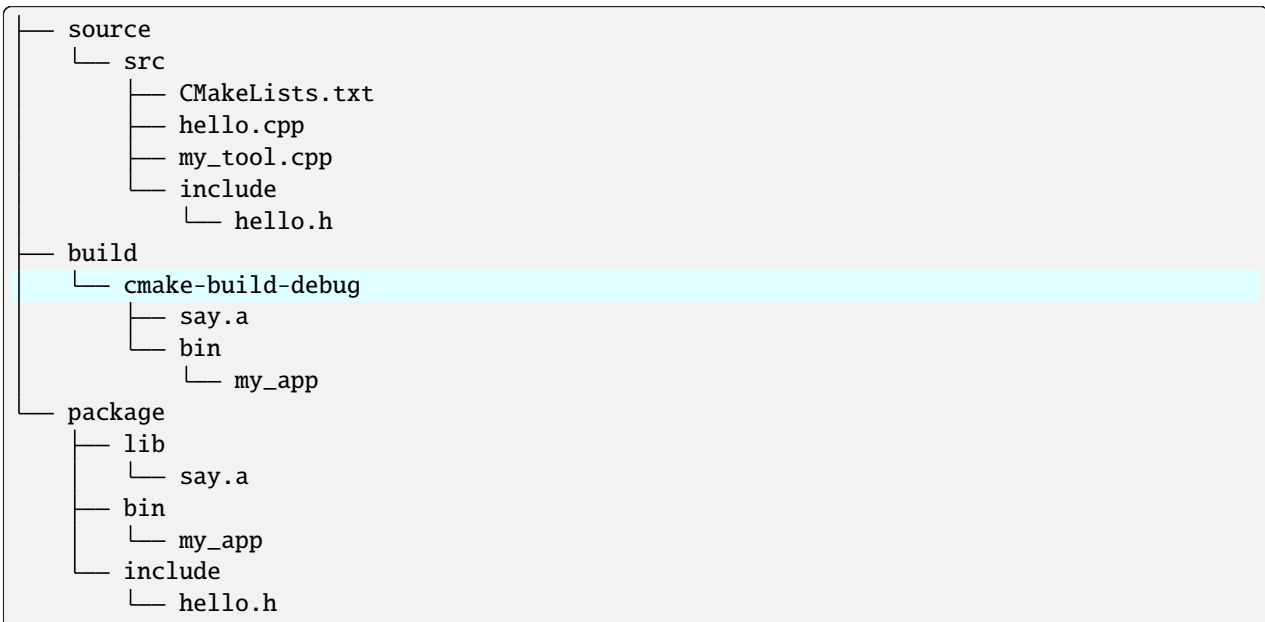 ├── source
│   └── src
│       ├── CMakeLists.txt
│       ├── hello.cpp
│       ├── my_tool.cpp
│       └── include
│           └── hello.h
├── build
│   └── cmake-build-debug
│       ├── say.a
│       └── bin
│           └── my_app
└── package
    ├── lib
    │   └── say.a
    ├── bin
    │   └── my_app
    └── include
        └── hello.h